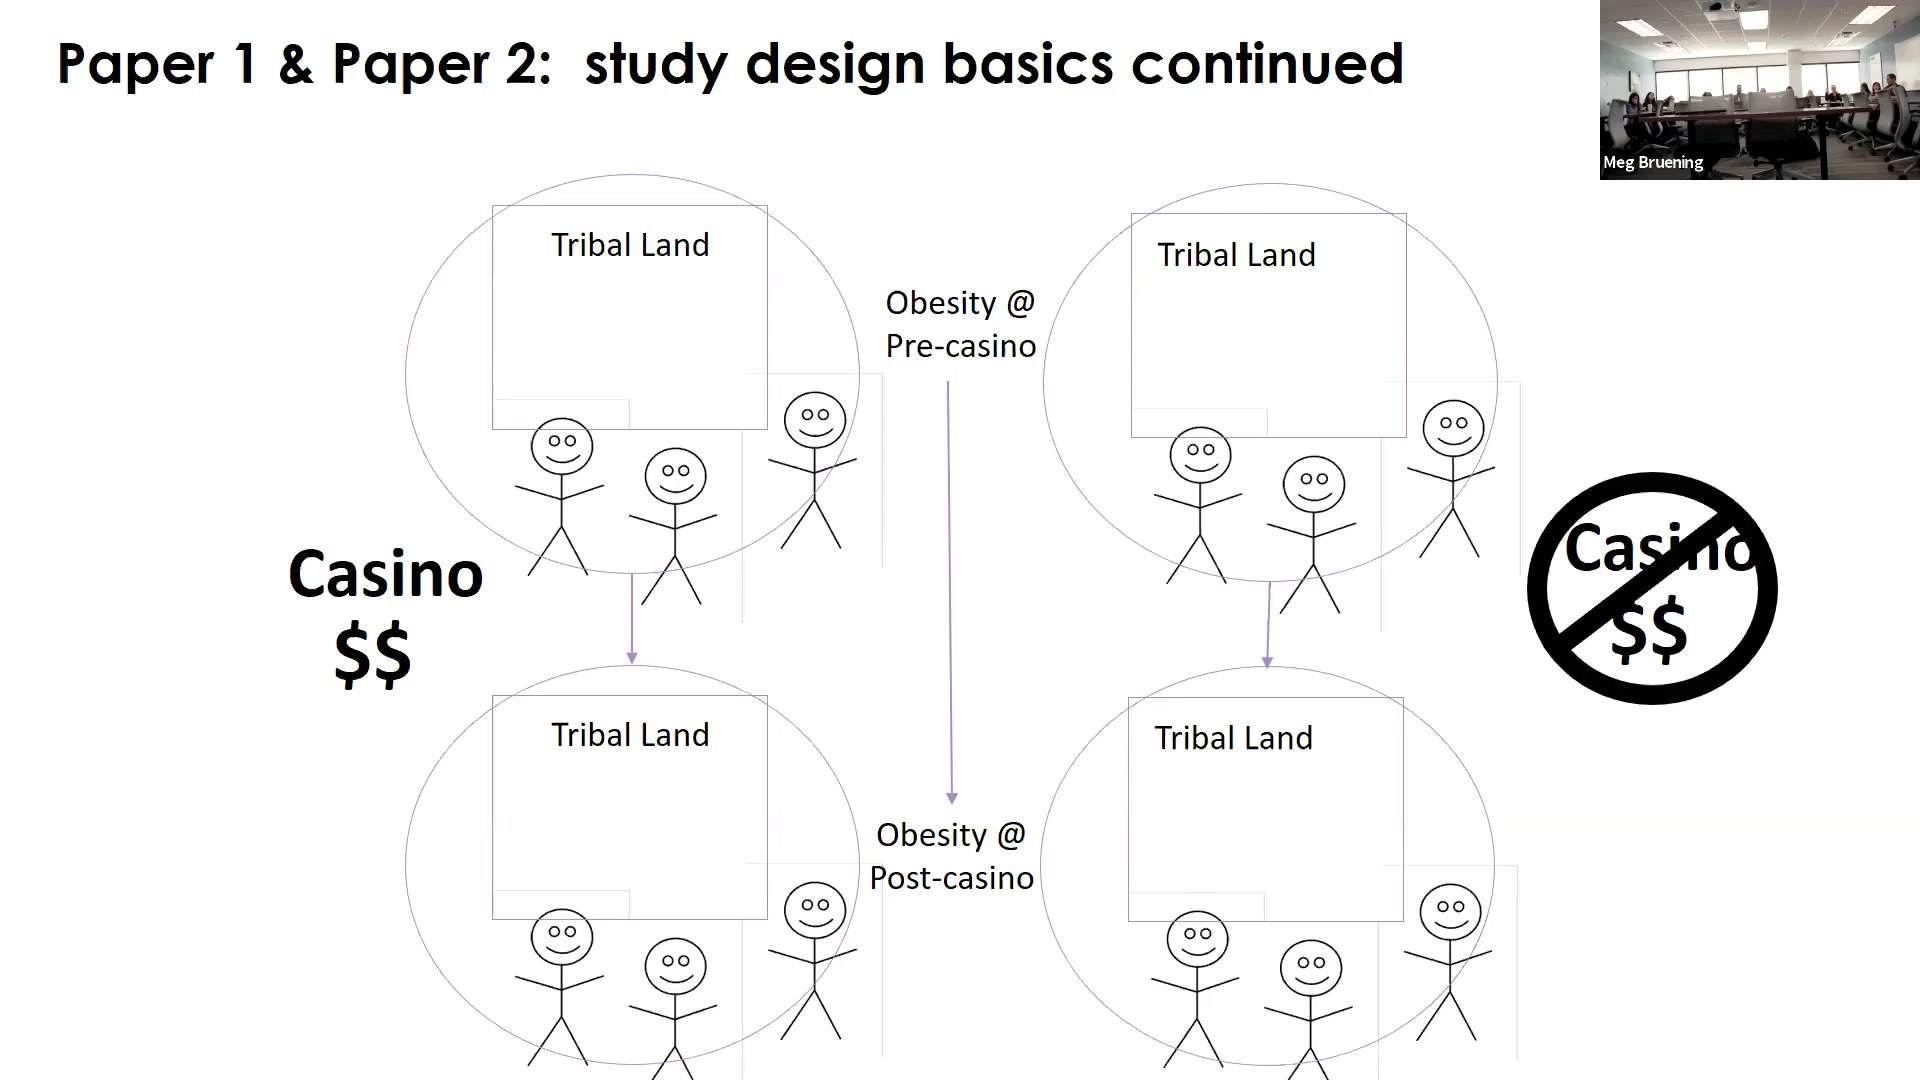 Paper 1 & Paper 2:  study design basics continued
Meg Bruening
Tribal Land
Tribal Land
Obesity @
Pre-casino
Casino
$$
Casino
$$
Tribal Land
Tribal Land
Obesity @
Post-casino